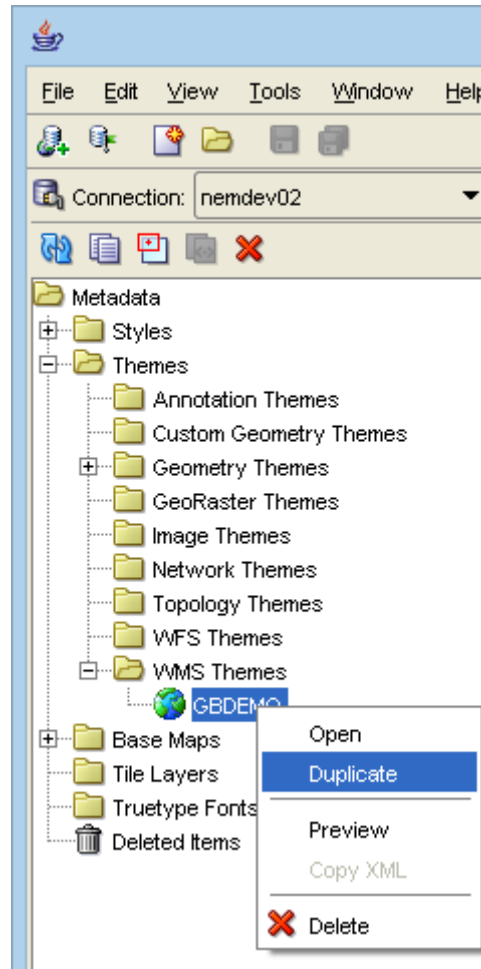 File Edit View Tools Window Help
Connection: nemdev02
Metadata
Styles
Themes
Annotation Themes
Custom Geometry Themes
Geometry Themes
GeoRaster Themes
Image Themes
Network Themes
Topology Themes
WFS Themes
WMS Themes
GBDEMO
Base Maps
Tile Layers
Truetype Fonts
Deleted Items
Open
Duplicate
Preview
Copy XML
Delete